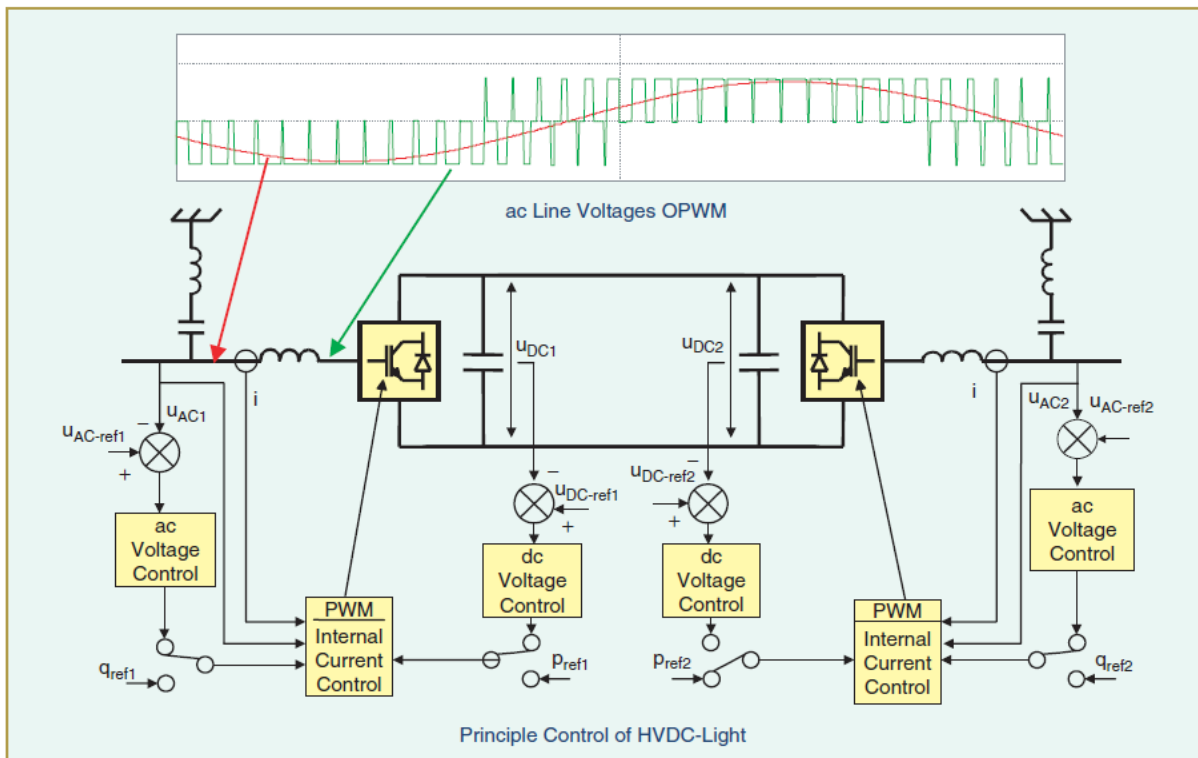 ac Line Voltages OPWM
uDC1
uDC2
i
i
uAC1
uAC2
uAC-ref2
uAC-ref1
−
+
−
uDC-ref1
+
−
uDC-ref2
+
ac
Voltage
Control
dc
Voltage
Control
dc
Voltage
Control
ac
Voltage
Control
PWM
Internal
Current
Control
PWM
Internal
Current
Control
qref1
pref1
pref2
qref2
Principle Control of HVDC-Light